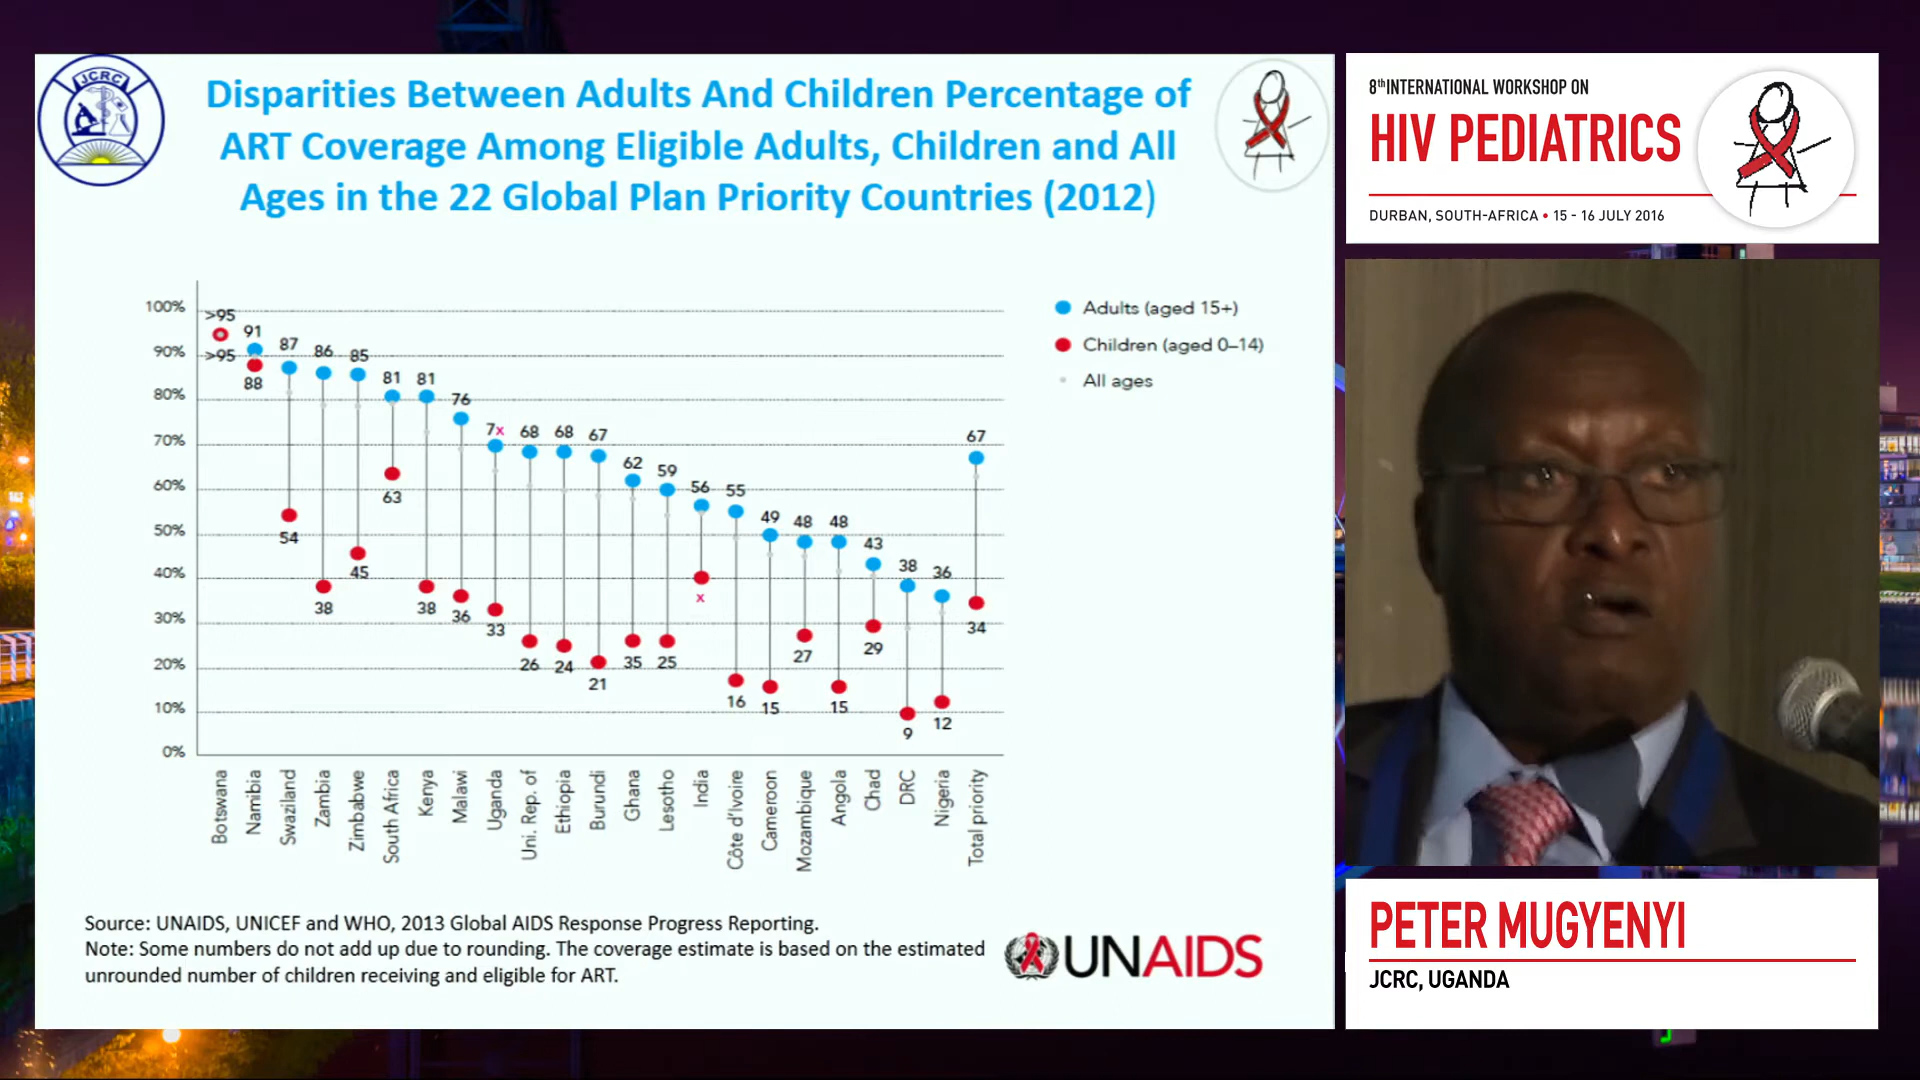 JCRC
Disparities Between Adults And Children Percentage of
ART Coverage Among Eligible Adults, Children and All
Ages in the 22 Global Plan Priority Countries (2012)
100%
90%
80%
70%
60%
50%
40%
30%
20%
10%
0%
>95
91
87
86
85
81
81
76
7x
68
68
67
62
59
56
55
49
48
48
43
38
36
67
>95
88
54
38
45
63
38
36
33
26
24
21
35
25
x
16
15
27
15
29
9
12
34
Botswana
Namibia
Swaziland
Zambia
Zimbabwe
South Africa
Kenya
Malawi
Uganda
Uni. Rep. of
Ethiopia
Burundi
Ghana
Lesotho
India
Côte d'Ivoire
Cameroon
Mozambique
Angola
Chad
DRC
Nigeria
Total priority
Adults (aged 15+)
Children (aged 0–14)
All ages
Source: UNAIDS, UNICEF and WHO, 2013 Global AIDS Response Progress Reporting.
Note: Some numbers do not add up due to rounding. The coverage estimate is based on the estimated
unrounded number of children receiving and eligible for ART.
UNAIDS
8th INTERNATIONAL WORKSHOP ON
HIV PEDIATRICS
DURBAN, SOUTH-AFRICA • 15 - 16 JULY 2016
PETER MUGYENYI
JCRC, UGANDA